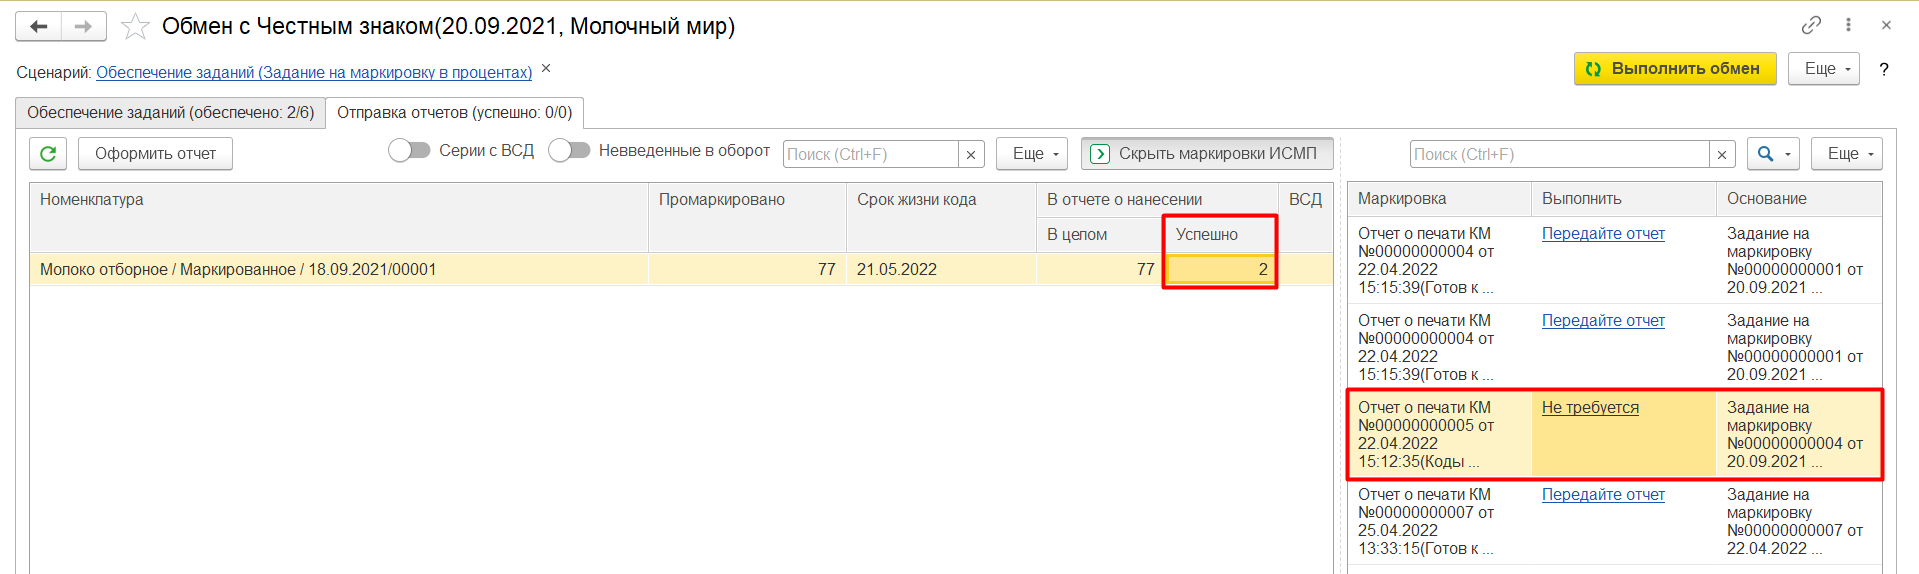 Обмен с Честным знаком(20.09.2021, Молочный мир)
Сценарий: Обеспечение заданий (Задание на маркировку в процентах) ×
Выполнить обмен
Еще
?
Обеспечение заданий (обеспечено: 2/6)
Отправка отчетов (успешно: 0/0)
Оформить отчет
Серии с ВСД
Невведенные в оборот
Поиск (Ctrl+F)
×
Еще
Скрыть маркировки ИСМП
Поиск (Ctrl+F)
×
Еще
Номенклатура
Промаркировано
Срок жизни кода
В отчете о нанесении
ВСД
В целом
Успешно
Молоко отборное / Маркированное / 18.09.2021/00001
77
21.05.2022
77
2
Маркировка
Выполнить
Основание
Отчет о печати КМ
№00000000004 от
22.04.2022
15:15:39(Готов к ...
Передайте отчет
Задание на
маркировку
№00000000001 от
20.09.2021 ...
Отчет о печати КМ
№00000000004 от
22.04.2022
15:15:39(Готов к ...
Передайте отчет
Задание на
маркировку
№00000000001 от
20.09.2021 ...
Отчет о печати КМ
№00000000005 от
22.04.2022
15:12:35(Коды ...
Не требуется
Задание на
маркировку
№00000000004 от
20.09.2021 ...
Отчет о печати КМ
№00000000007 от
25.04.2022
13:33:15(Готов к ...
Передайте отчет
Задание на
маркировку
№00000000007 от
22.04.2022 ...